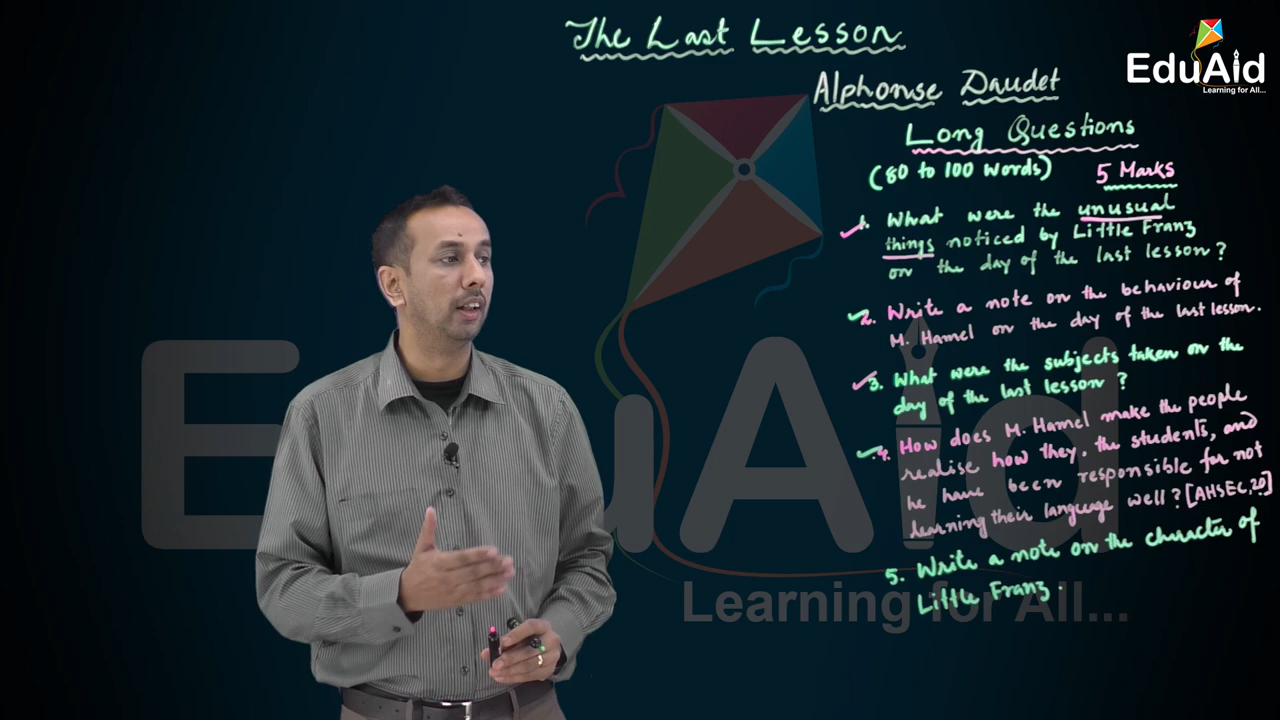 The Last Lesson
Alphonse Daudet
EduAid
Learning for All...
Long Questions
(80 to 100 words) 5 Marks
1. What were the unusual
things noticed by Little Franz
on the day of the last lesson?
2. Write a note on the behaviour of
M. Hamel on the day of the last lesson.
3. What were the subjects taken on the
day of the last lesson?
4. How does M. Hamel make the people
realise how they, the students, and
he have been responsible for not
learning their language well? [AHSEC, 20]
5. Write a note on the character of
Little Franz.
EduAid
Learning for All...